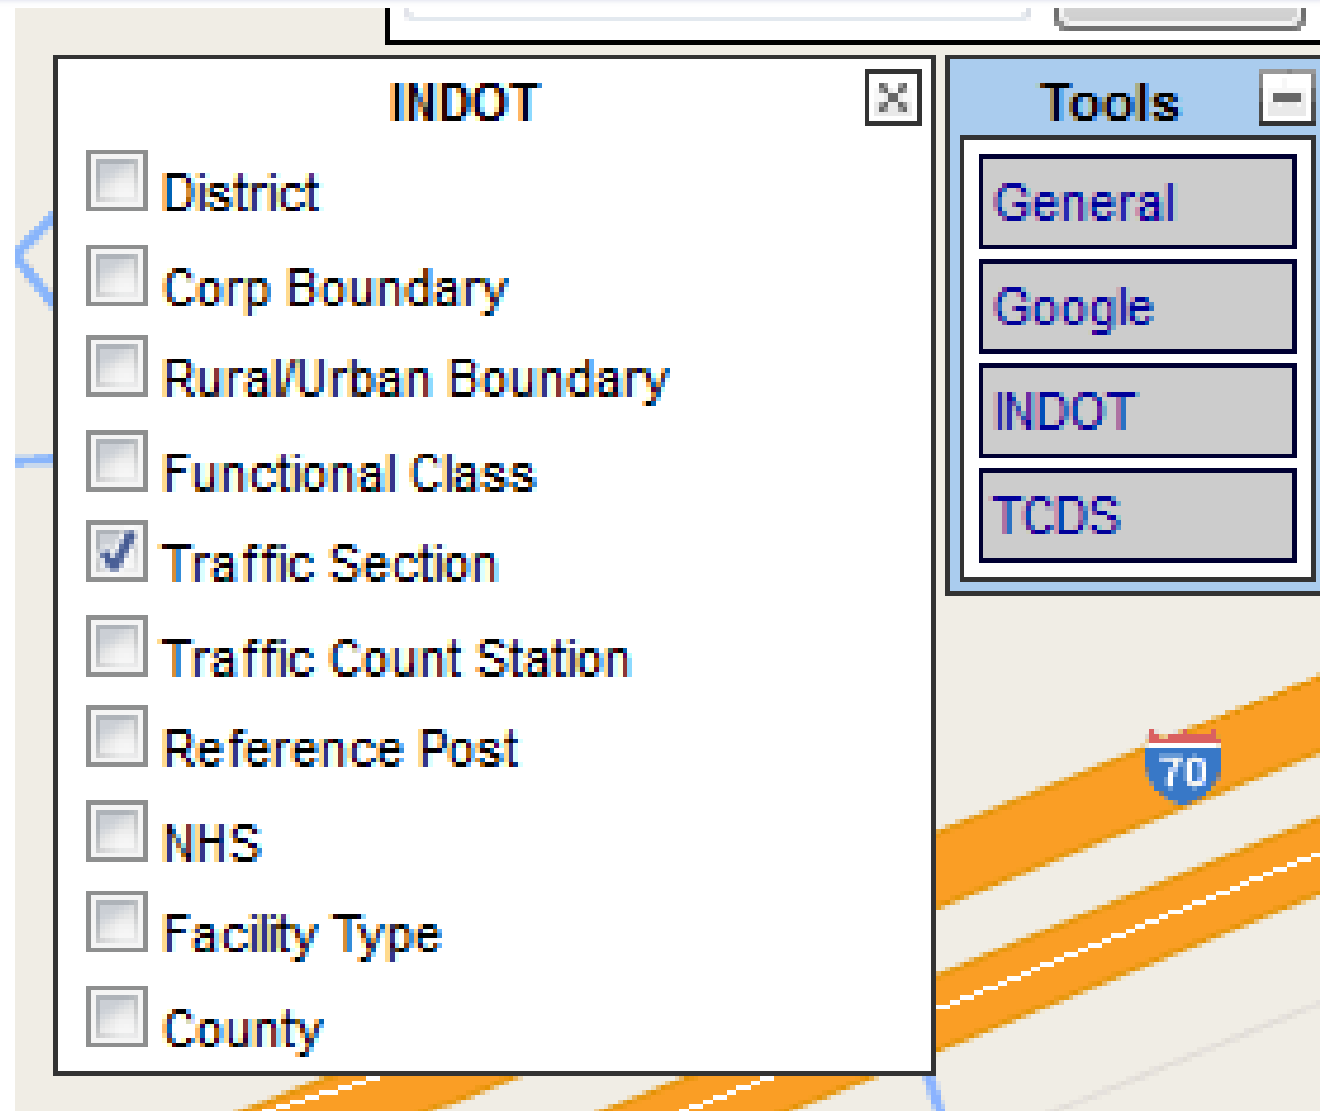 INDOT
District
Corp Boundary
Rural/Urban Boundary
Functional Class
Traffic Section
Traffic Count Station
Reference Post
NHS
Facility Type
County
Tools
General
Google
INDOT
TCDS
70